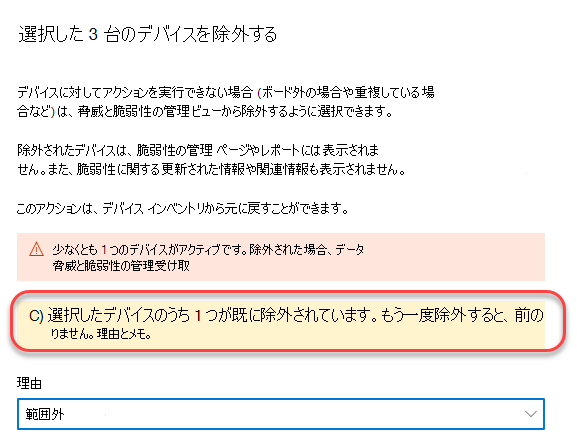 選択した 3 台のデバイスを除外する
デバイスに対してアクションを実行できない場合 (ボード外の場合や重複している場
合など) は、脅威と脆弱性の管理ビューから除外するように選択できます。
除外されたデバイスは、脆弱性の管理 ページやレポートには表示されま
せん。また、脆弱性に関する更新された情報や関連情報も表示されません。
このアクションは、デバイス インベントリから元に戻すことができます。
少なくとも 1つのデバイスがアクティブです。除外された場合、データ
脅威と脆弱性の管理受け取
C) 選択したデバイスのうち 1 つが既に除外されています。もう一度除外すると、前の
りません。理由とメモ。
理由
範囲外